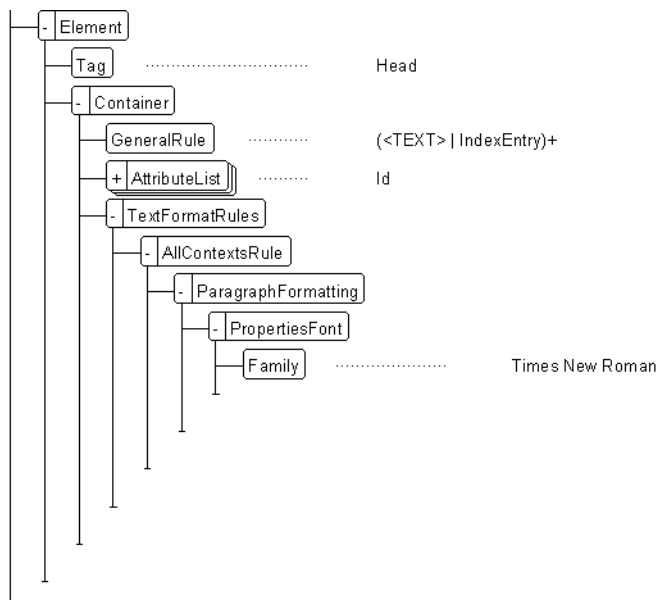 - Element
Tag Head
- Container
GeneralRule (<TEXT> | IndexEntry)+
+ AttributeList Id
- TextFormatRules
- AllContextsRule
- ParagraphFormatting
- PropertiesFont
Family Times New Roman